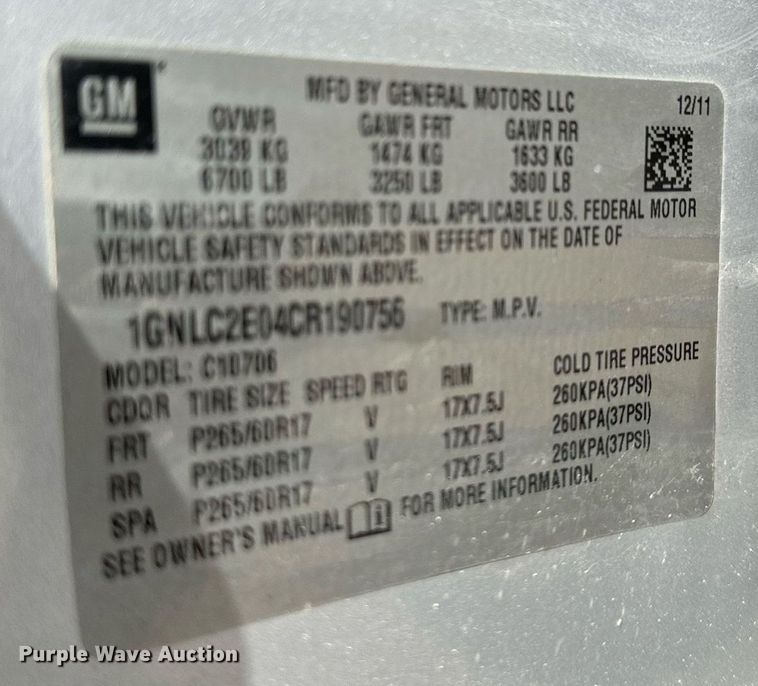 GM
MFD BY GENERAL MOTORS LLC 12/11
GVWR GAWR FRT GAWR RR
3039 KG 1474 KG 1633 KG
6700 LB 3250 LB 3600 LB
THIS VEHICLE CONFORMS TO ALL APPLICABLE U.S. FEDERAL MOTOR
VEHICLE SAFETY STANDARDS IN EFFECT ON THE DATE OF
MANUFACTURE SHOWN ABOVE.
1GNLC2E04CR190756 TYPE: M.P.V.
MODEL: C10706
CDOR TIRE SIZE SPEED RTG RIM COLD TIRE PRESSURE
FRT P265/60R17 V 17X7.5J 260KPA(37PSI)
RR P265/60R17 V 17X7.5J 260KPA(37PSI)
SPA P265/60R17 V 17X7.5J 260KPA(37PSI)
SEE OWNER'S MANUAL FOR MORE INFORMATION.
Purple Wave Auction